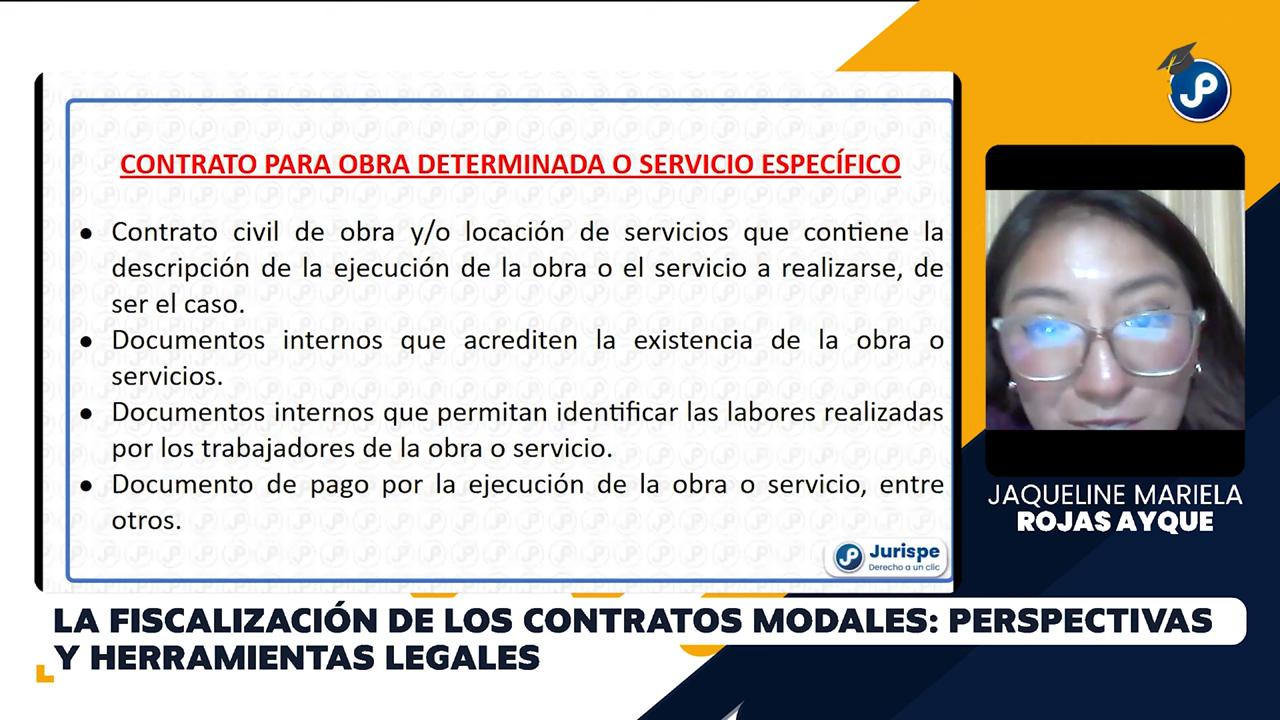 CONTRATO PARA OBRA DETERMINADA O SERVICIO ESPECÍFICO
● Contrato civil de obra y/o locación de servicios que contiene la
descripción de la ejecución de la obra o el servicio a realizarse, de
ser el caso.
● Documentos internos que acrediten la existencia de la obra o
servicios.
● Documentos internos que permitan identificar las labores realizadas
por los trabajadores de la obra o servicio.
● Documento de pago por la ejecución de la obra o servicio, entre
otros.
JP Jurispe
Derecho a un clic
JP
JAQUELINE MARIELA
ROJAS AYQUE
LA FISCALIZACIÓN DE LOS CONTRATOS MODALES: PERSPECTIVAS
Y HERRAMIENTAS LEGALES